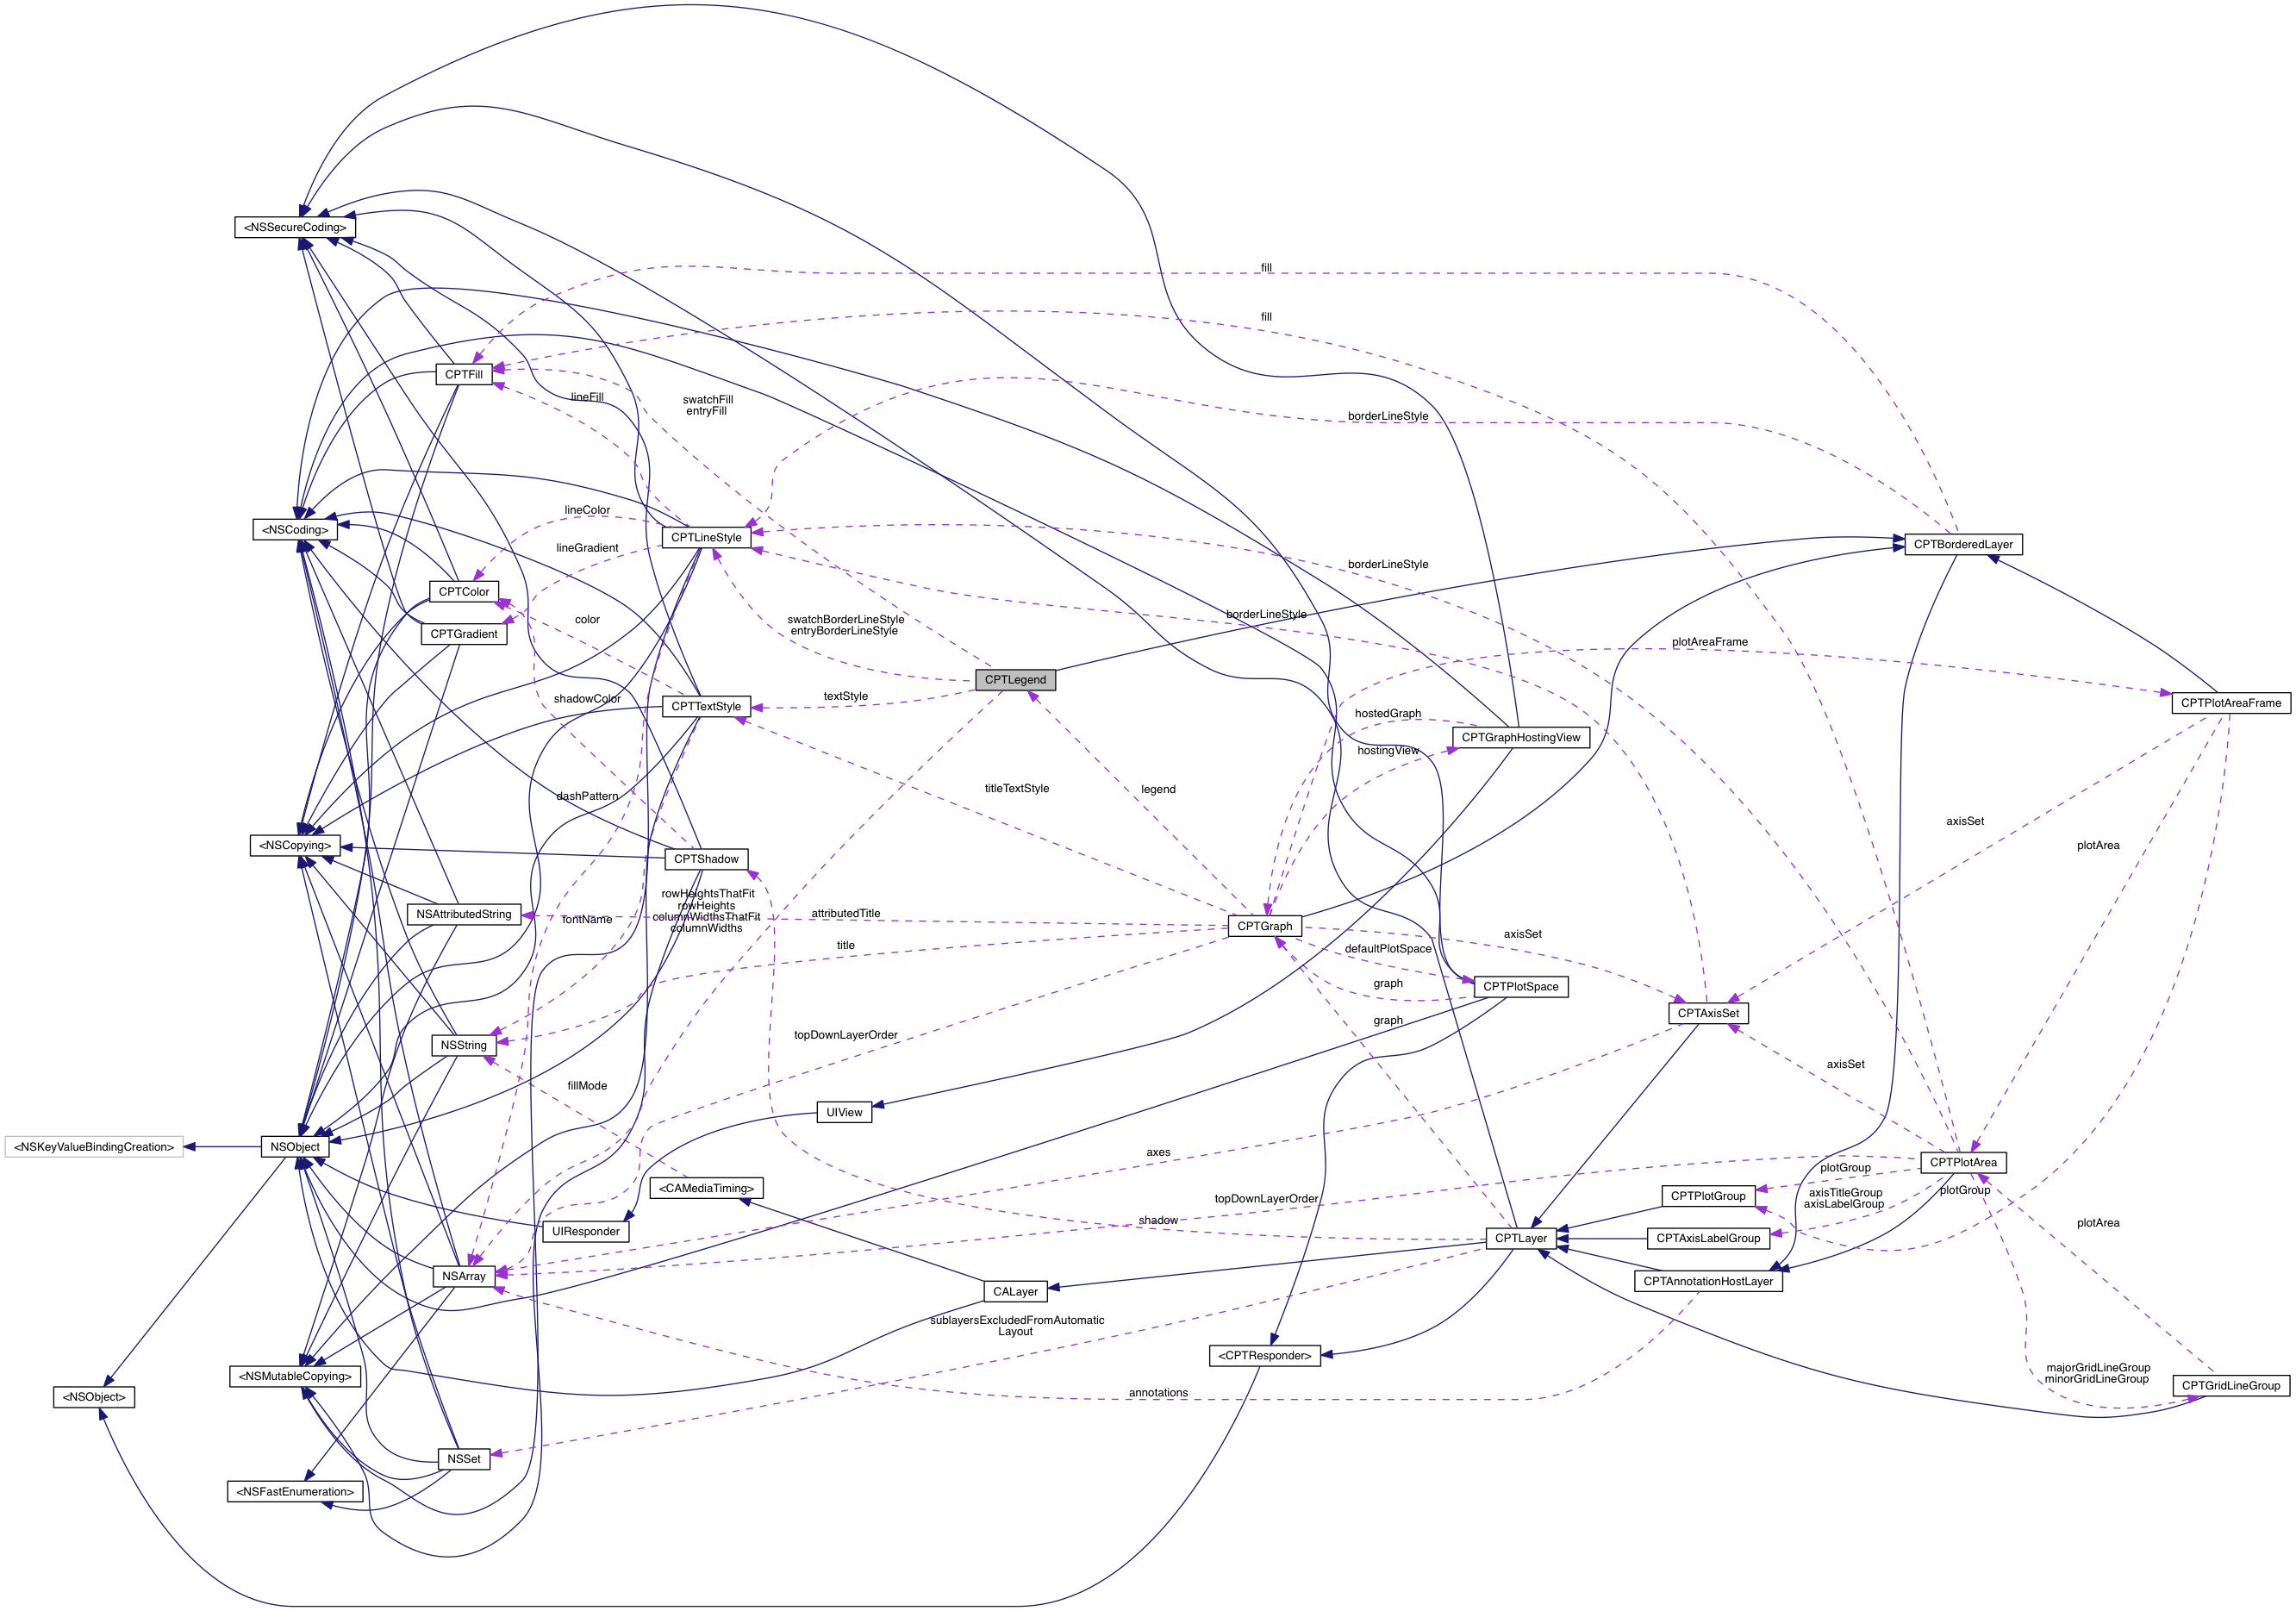 <NSSecureCoding>
fill
fill
CPTFill
lineFill
swatchFill
entryFill
borderLineStyle
<NSCoding>
lineColor
CPTLineStyle
CPTBorderedLayer
lineGradient
borderLineStyle
CPTColor
CPTGradient
color
swatchBorderLineStyle
entryBorderLineStyle
borderLineStyle
plotAreaFrame
CPTLegend
shadowColor
textStyle
CPTTextStyle
CPTPlotAreaFrame
hostedGraph
CPTGraphHostingView
hostingView
dashPattern
titleTextStyle
legend
axisSet
plotArea
<NSCopying>
CPTShadow
rowHeightsThatFit
rowHeights
columnWidthsThatFit
columnWidths
NSAttributedString
fontName
attributedTitle
CPTGraph
title
axisSet
defaultPlotSpace
graph
CPTPlotSpace
CPTAxisSet
graph
NSString
topDownLayerOrder
axisSet
fillMode
UIView
<NSKeyValueBindingCreation>
NSObject
axes
CPTPlotArea
plotGroup
<CAMediaTiming>
CPTPlotGroup
plotGroup
axisTitleGroup
axisLabelGroup
topDownLayerOrder
shadow
UIResponder
CPTLayer
CPTAxisLabelGroup
plotArea
NSArray
CALayer
CPTAnnotationHostLayer
sublayersExcludedFromAutomatic
Layout
<CPTResponder>
<NSMutableCopying>
majorGridLineGroup
minorGridLineGroup
CPTGridLineGroup
<NSObject>
annotations
NSSet
<NSFastEnumeration>